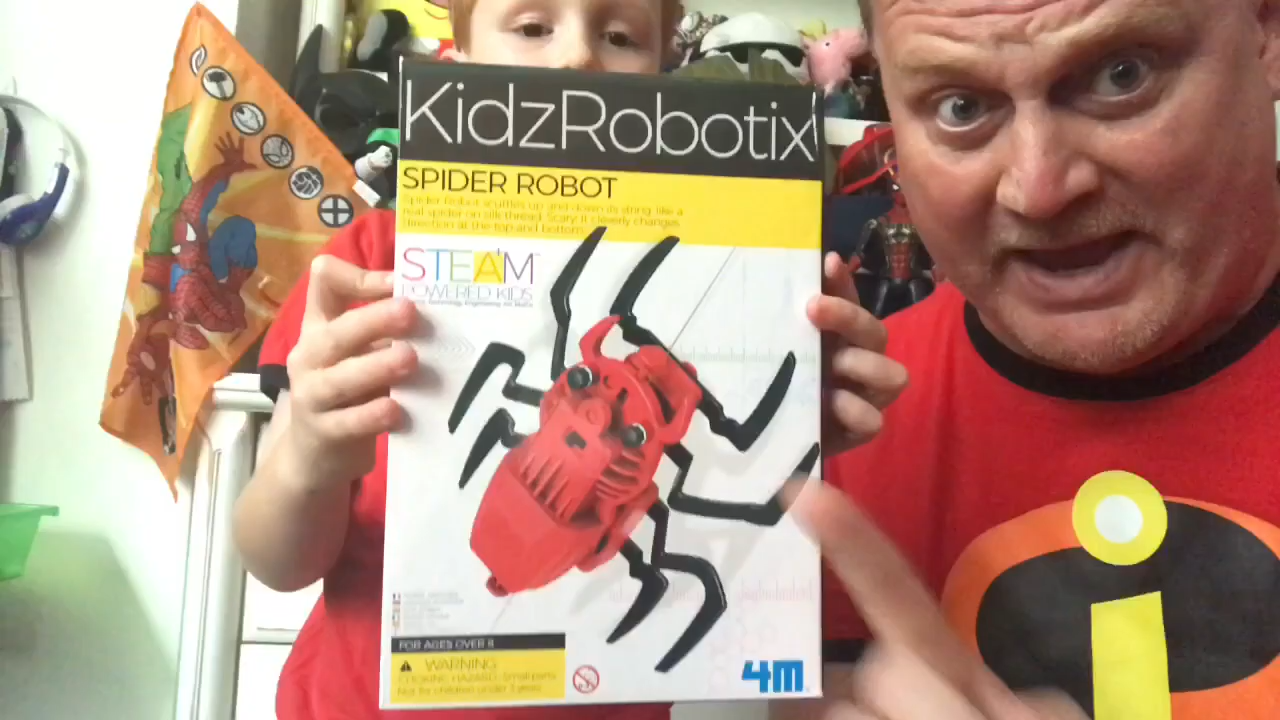 KidzRobotix
SPIDER ROBOT
Spider Robot scuttles up and down its string like a
real spider on silk thread. Scary! It cleverly changes
direction at the top and bottom.
STEAM
POWERED KIDS
FOR AGES OVER 8
WARNING:
CHOKING HAZARD - Small parts.
Not for children under 3 years.
4M
i